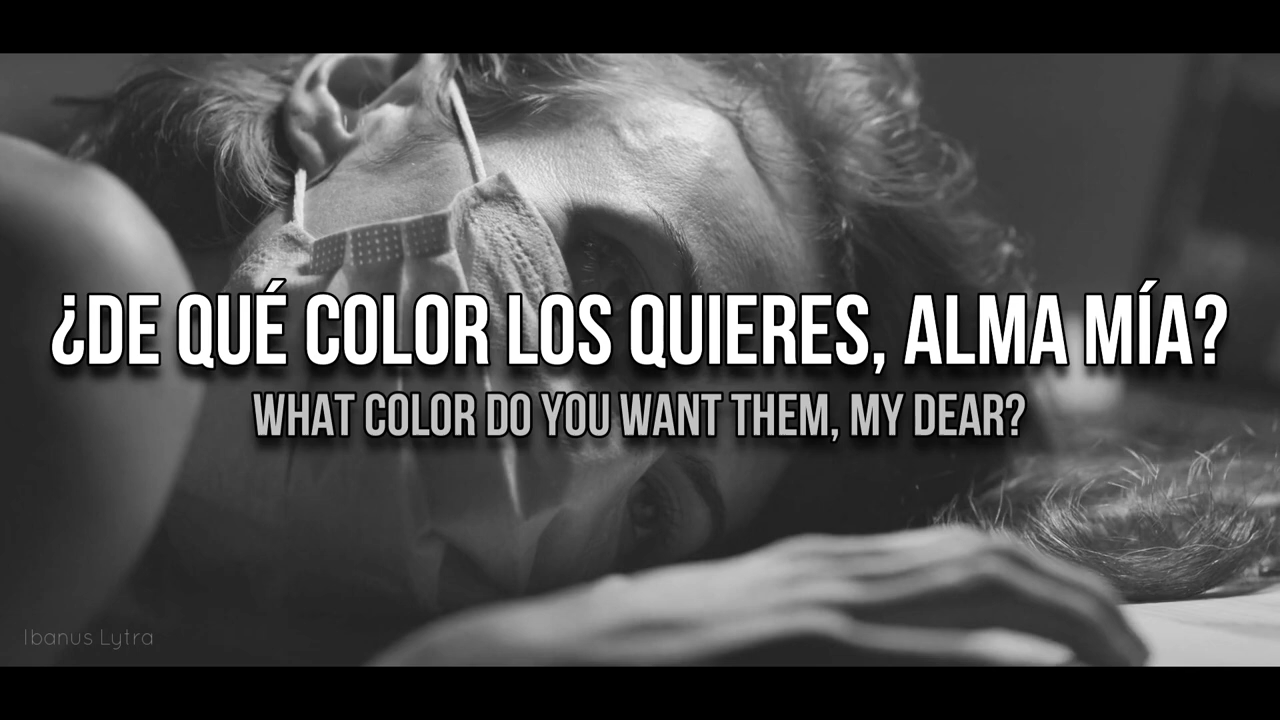 ¿DE QUÉ COLOR LOS QUIERES, ALMA MÍA?
WHAT COLOR DO YOU WANT THEM, MY DEAR?
Ibanus Lytra